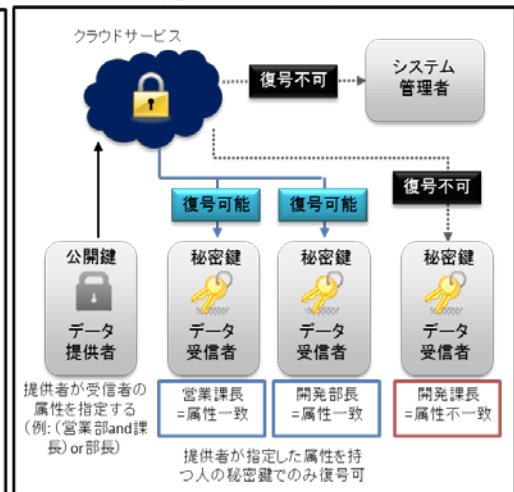 クラウドサービス
復号不可
システム
管理者
復号可能
復号可能
復号不可
公開鍵
データ
提供者
秘密鍵
データ
受信者
秘密鍵
データ
受信者
秘密鍵
データ
受信者
提供者が受信者の
属性を指定する
(例:(営業部and課
長)or部長)
営業課長
=属性一致
開発部長
=属性一致
開発課長
=属性不一致
提供者が指定した属性を持
つ人の秘密鍵でのみ復号可